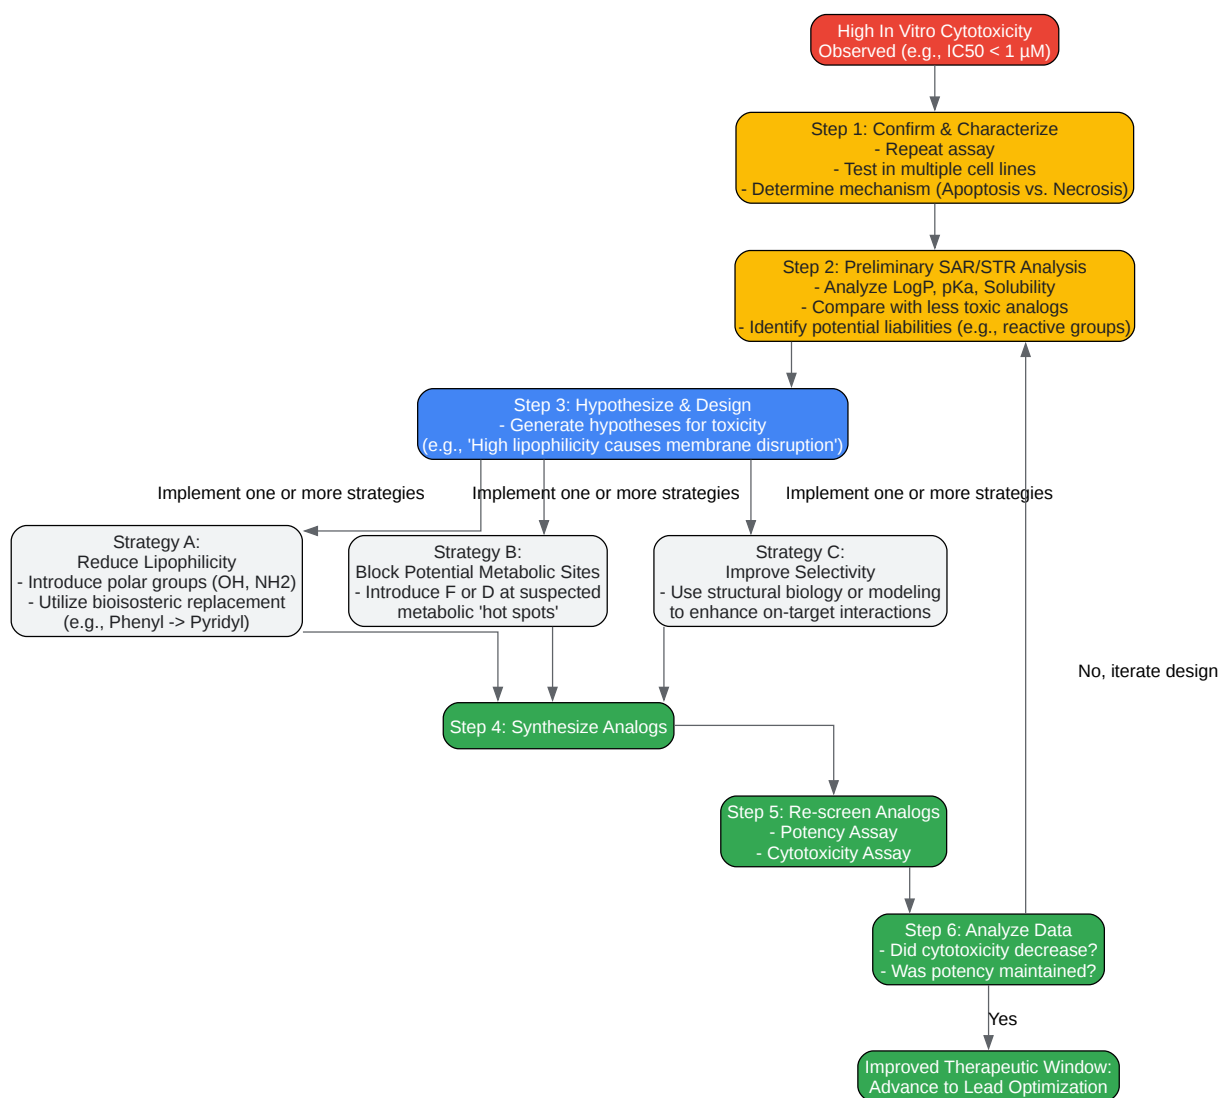 High In Vitro Cytotoxicity
Observed (e.g., IC50 < 1 µM)
Step 1: Confirm & Characterize
- Repeat assay
- Test in multiple cell lines
- Determine mechanism (Apoptosis vs. Necrosis)
Step 2: Preliminary SAR/STR Analysis
- Analyze LogP, pKa, Solubility
- Compare with less toxic analogs
- Identify potential liabilities (e.g., reactive groups)
Step 3: Hypothesize & Design
- Generate hypotheses for toxicity
(e.g., 'High lipophilicity causes membrane disruption')
Implement one or more strategies
Implement one or more strategies
Implement one or more strategies
Strategy A:
Reduce Lipophilicity
- Introduce polar groups (OH, NH2)
- Utilize bioisosteric replacement
(e.g., Phenyl -> Pyridyl)
Strategy B:
Block Potential Metabolic Sites
- Introduce F or D at suspected
metabolic 'hot spots'
Strategy C:
Improve Selectivity
- Use structural biology or modeling
to enhance on-target interactions
No, iterate design
Step 4: Synthesize Analogs
Step 5: Re-screen Analogs
- Potency Assay
- Cytotoxicity Assay
Step 6: Analyze Data
- Did cytotoxicity decrease?
- Was potency maintained?
Yes
Improved Therapeutic Window:
Advance to Lead Optimization